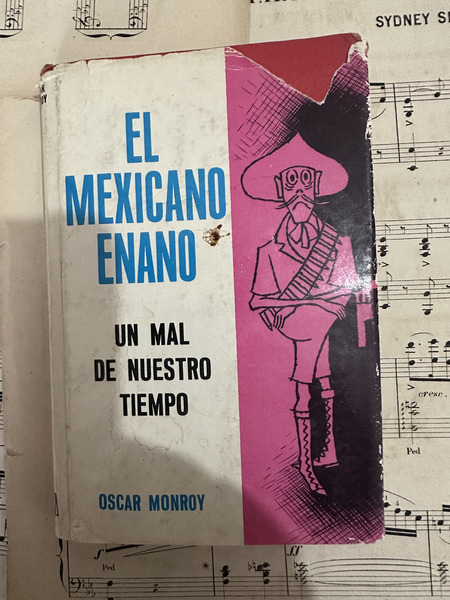 SYDNEY
EL
MEXICANO
ENANO
UN MAL
DE NUESTRO
TIEMPO
OSCAR MONROY
cresc.
Ped
Ped